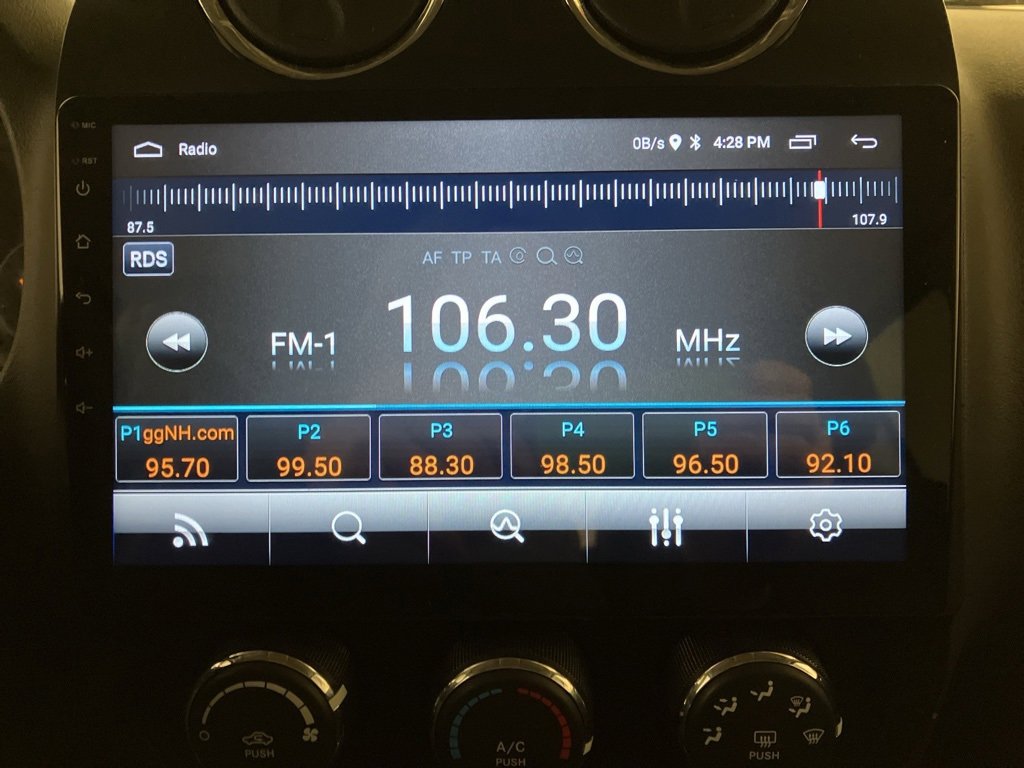 MIC
Radio
0B/s 4:28 PM
RST
87.5
107.9
RDS
AF TP TA
FM-1 106.30 MHz
P1ggNH.com P2 P3 P4 P5 P6
95.70 99.50 88.30 98.50 96.50 92.10
PUSH
A/C
PUSH
PUSH